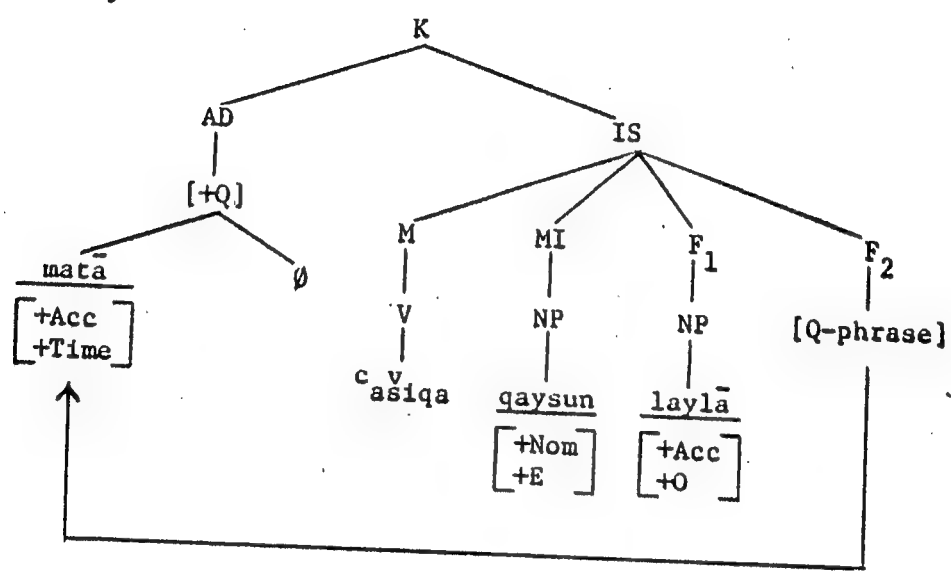 K
AD IS
[+Q]
M MI F₁ F₂
matā Ø
[+Acc +Time]
V NP NP [Q-phrase]
ᶜašiqa qaysun laylā
[+Nom +E] [+Acc +O]